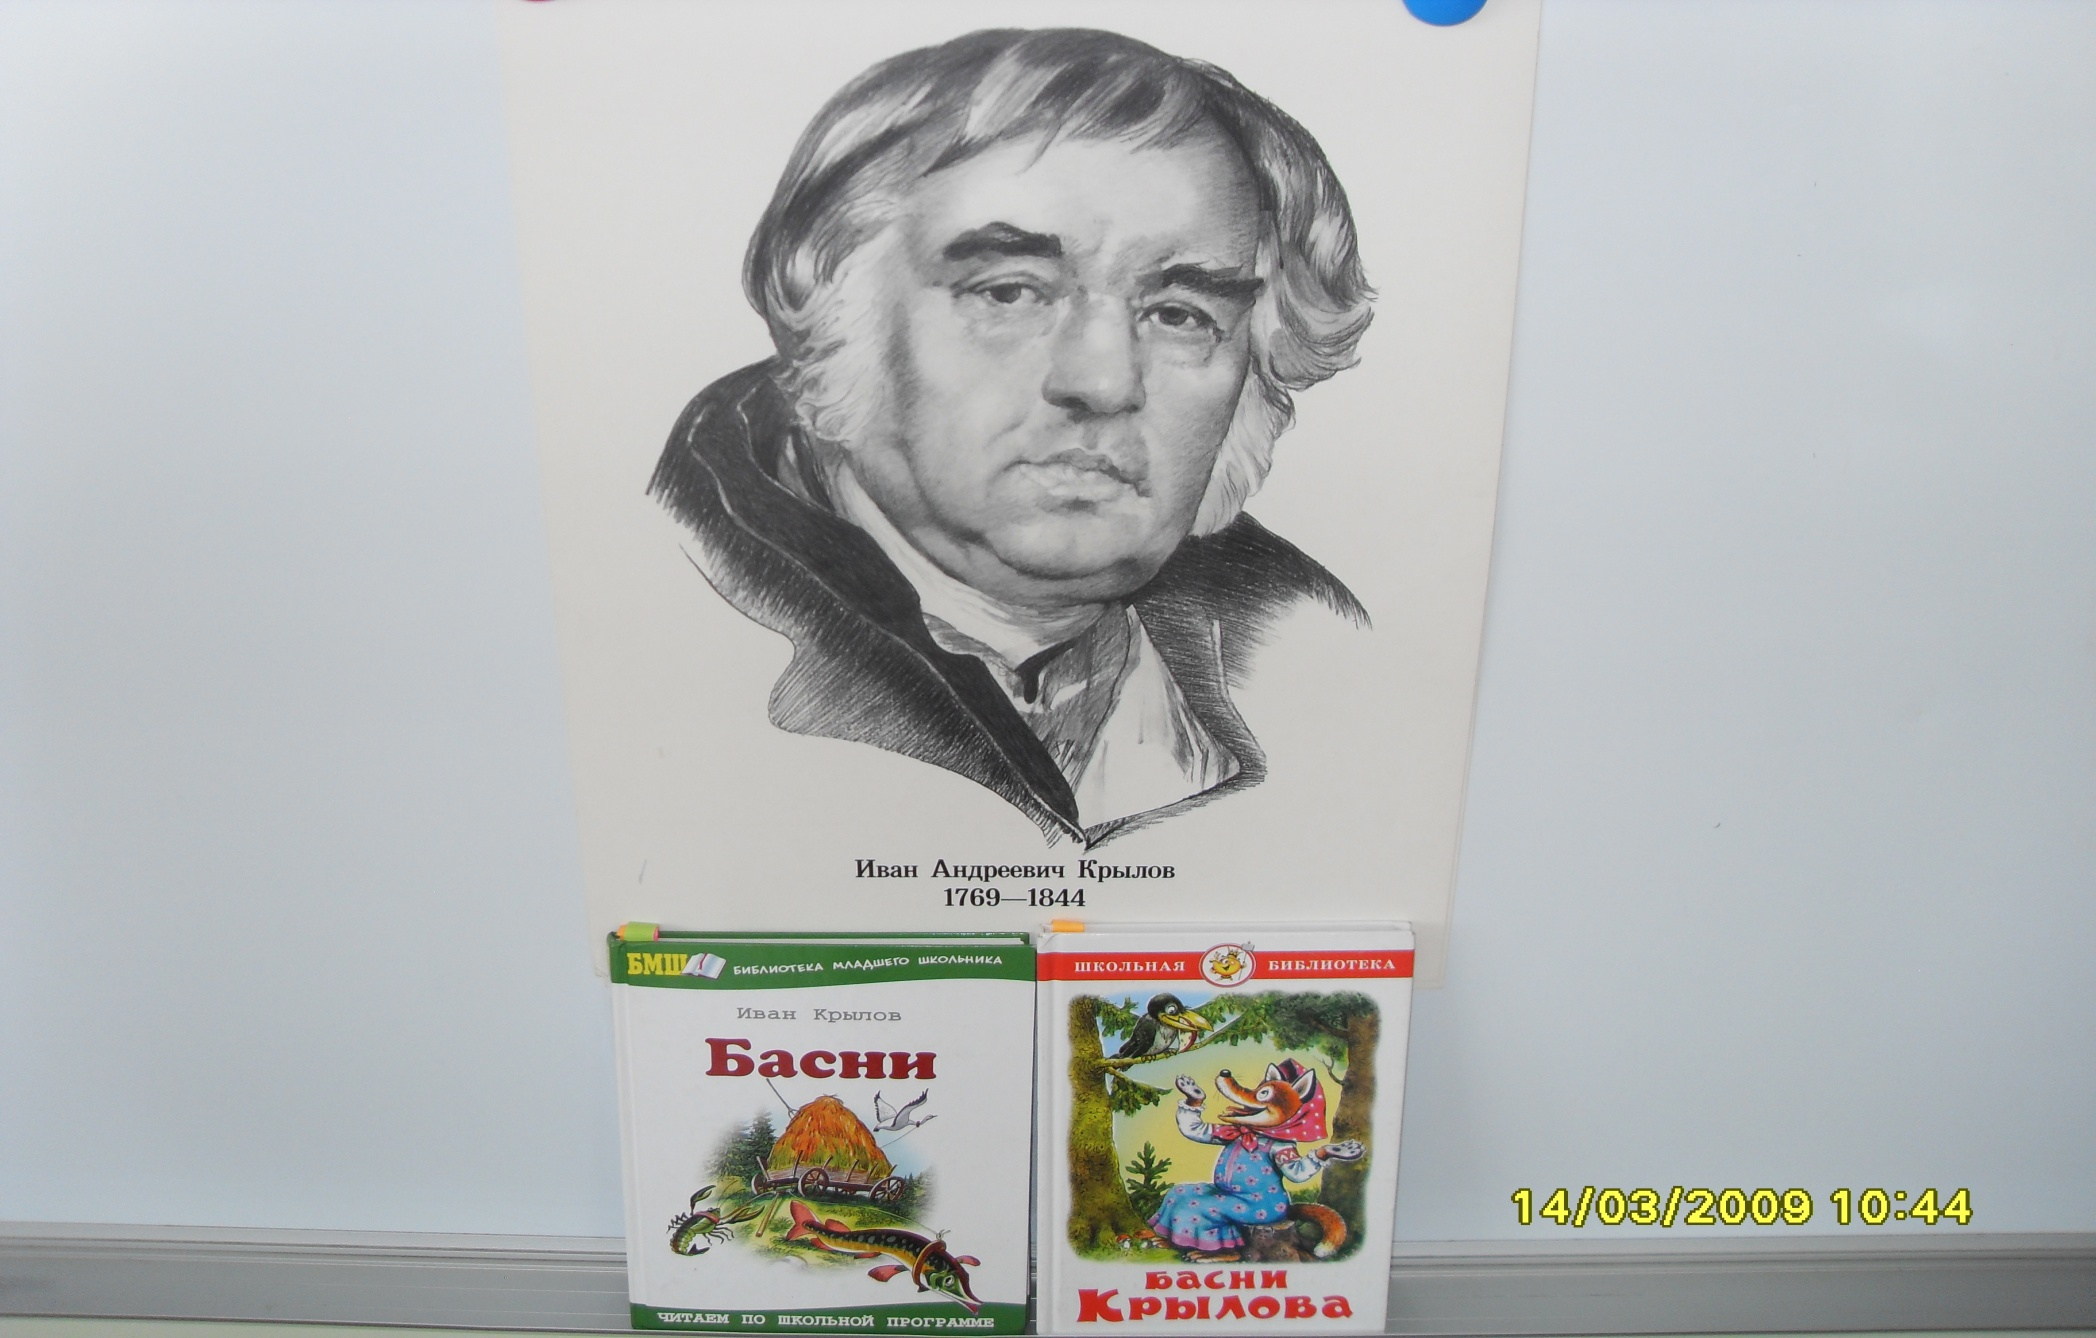 Иван Андреевич Крылов
1769—1844
БМШ БИБЛИОТЕКА МЛАДШЕГО ШКОЛЬНИКА
Иван Крылов
Басни
ЧИТАЕМ ПО ШКОЛЬНОЙ ПРОГРАММЕ
ШКОЛЬНАЯ БИБЛИОТЕКА
БАСНИ
КРЫЛОВА
14/03/2009 10:44